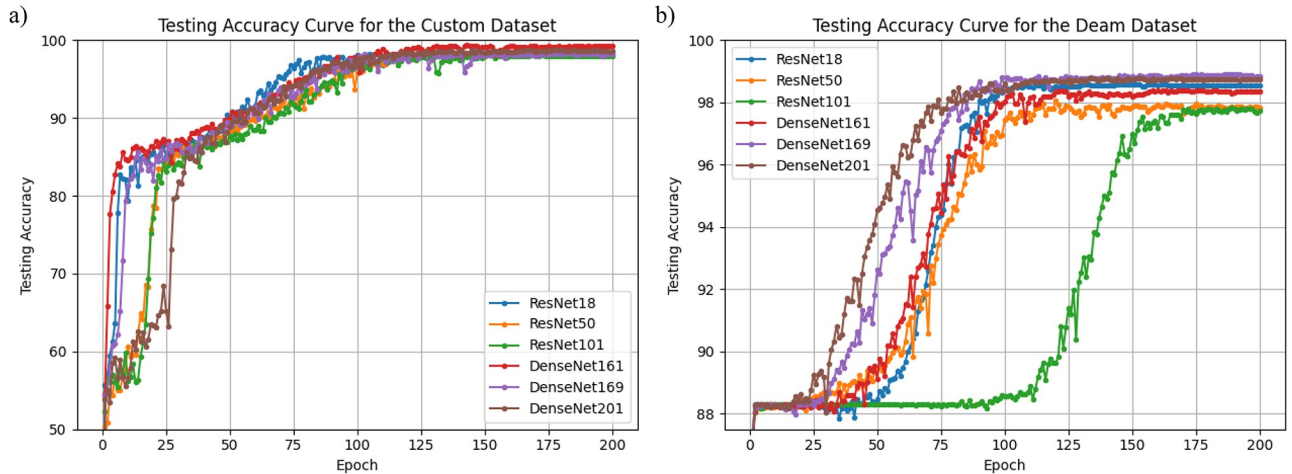 a)
Testing Accuracy Curve for the Custom Dataset
100
90
80
70
60
50
Testing Accuracy
0
25
50
75
100
125
150
175
200
Epoch
ResNet18
ResNet50
ResNet101
DenseNet161
DenseNet169
DenseNet201
b)
Testing Accuracy Curve for the Deam Dataset
100
98
96
94
92
90
88
Testing Accuracy
0
25
50
75
100
125
150
175
200
Epoch
ResNet18
ResNet50
ResNet101
DenseNet161
DenseNet169
DenseNet201